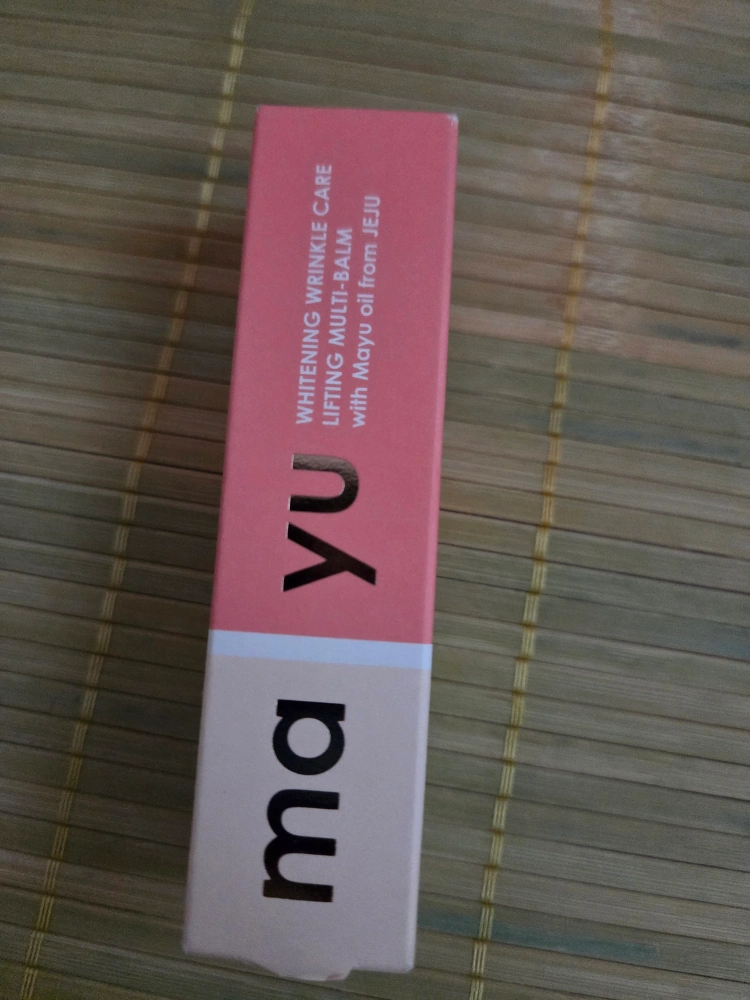 ma yu
WHITENING WRINKLE CARE
LIFTING MULTI-BALM
with Mayu oil from JEJU